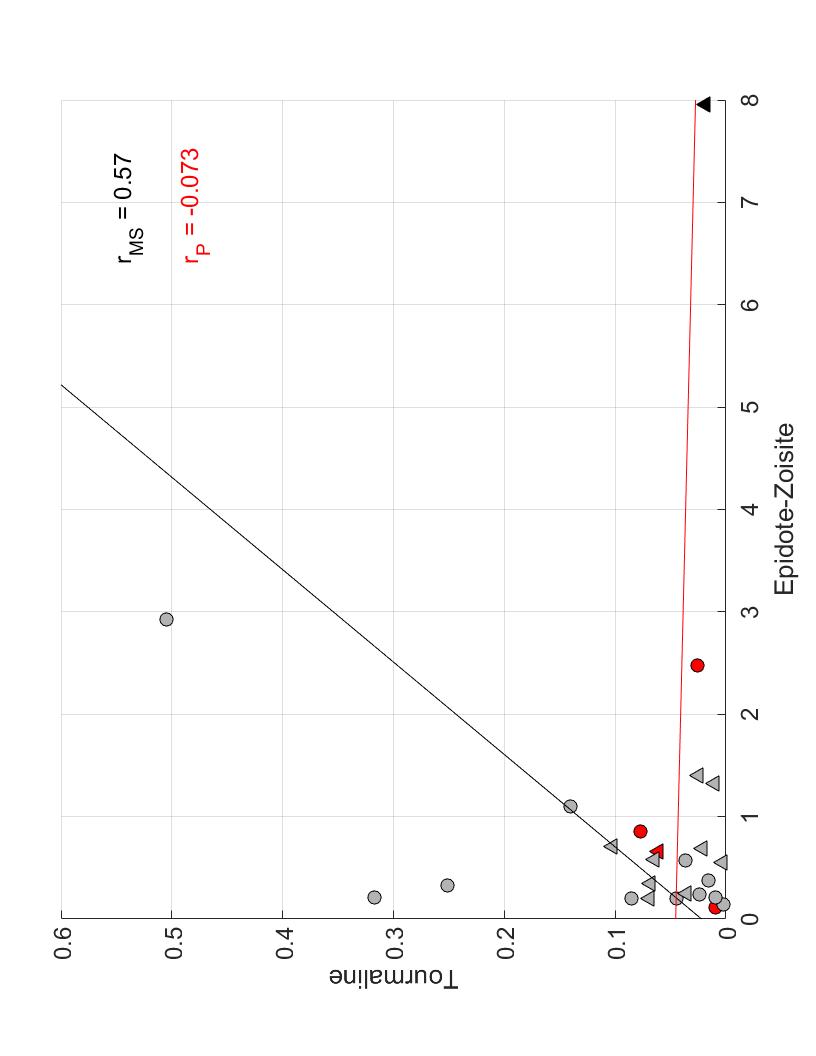 0.6
0.5
0.4
0.3
0.2
0.1
0
Tourmaline
r_MS = 0.57
r_P = -0.073
0 1 2 3 4 5 6 7 8
Epidote-Zoisite